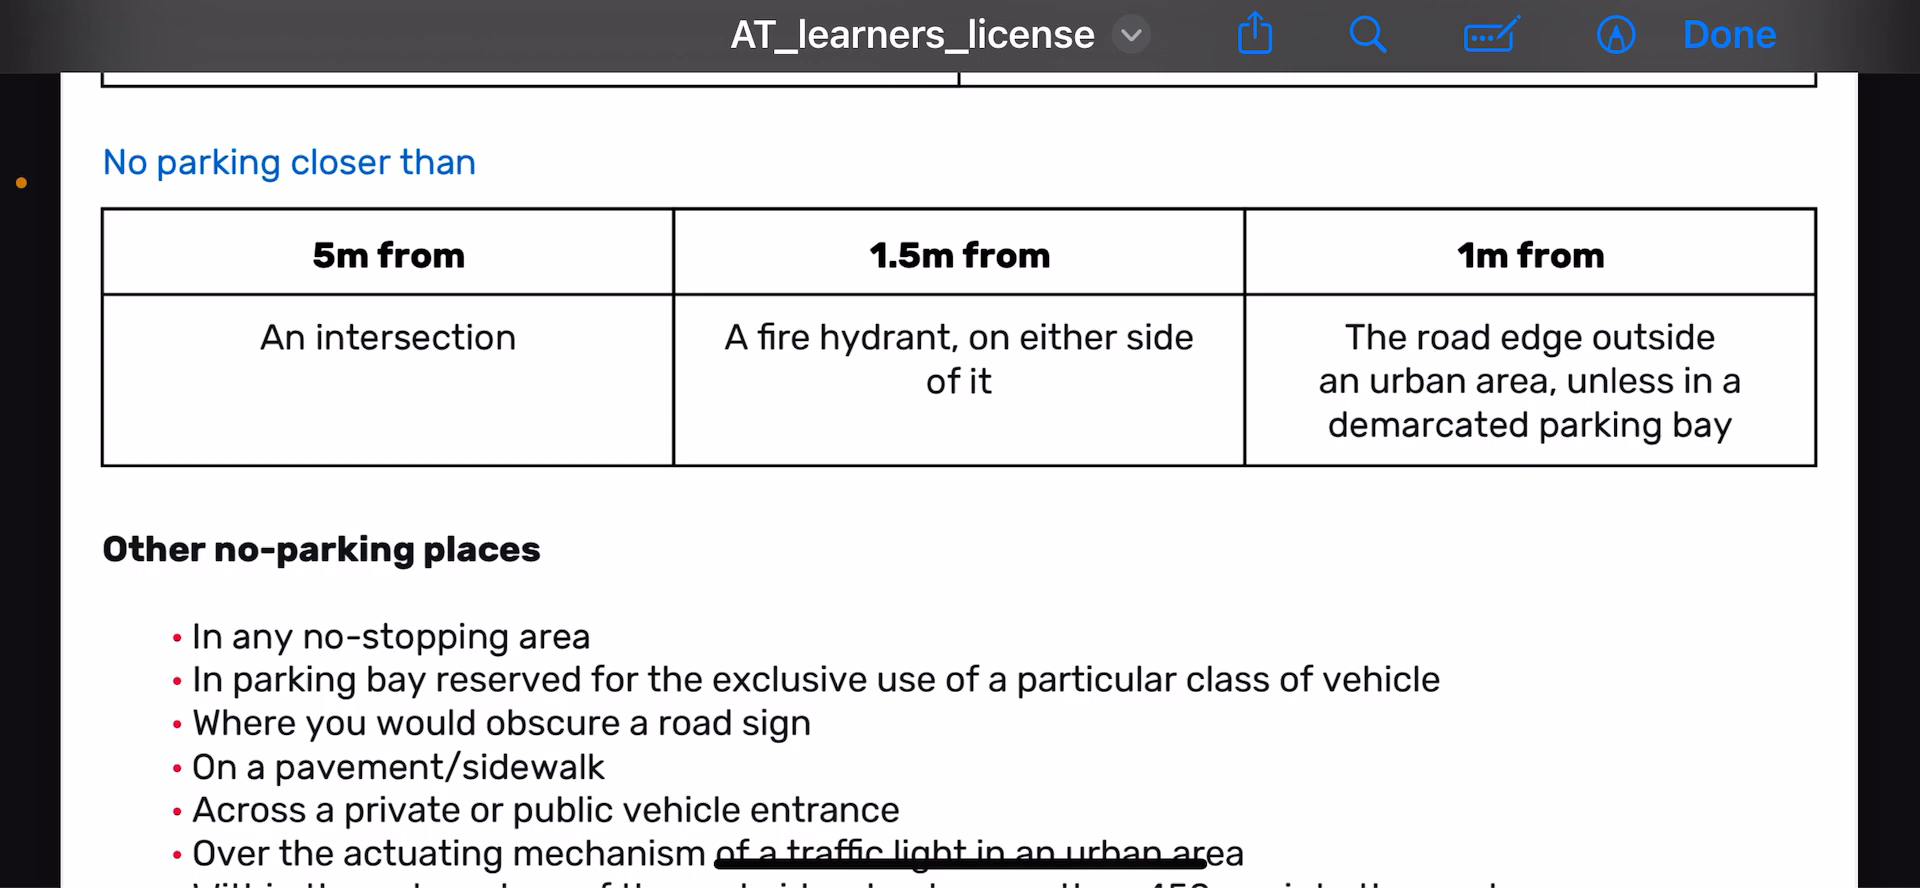 AT_learners_license
Done
No parking closer than
5m from
1.5m from
1m from
An intersection
A fire hydrant, on either side
of it
The road edge outside
an urban area, unless in a
demarcated parking bay
Other no-parking places
• In any no-stopping area
• In parking bay reserved for the exclusive use of a particular class of vehicle
• Where you would obscure a road sign
• On a pavement/sidewalk
• Across a private or public vehicle entrance
• Over the actuating mechanism of a traffic light in an urban area